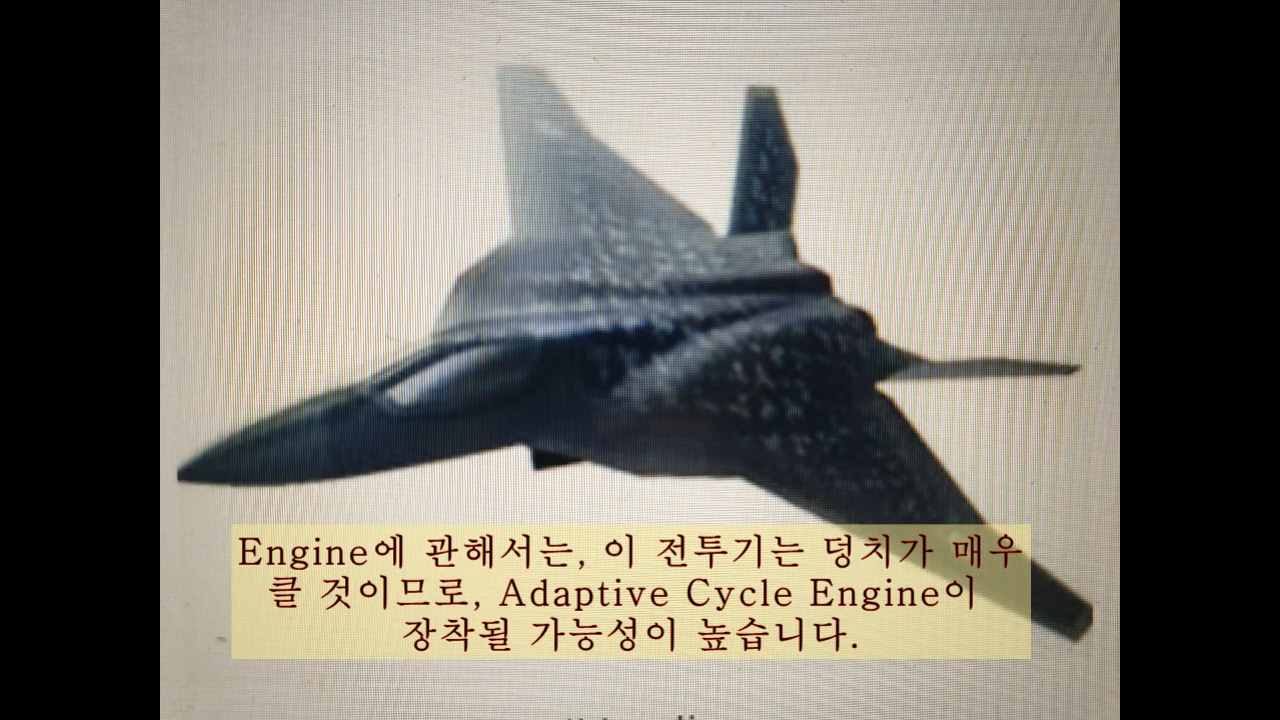 Engine에 관해서는, 이 전투기는 덩치가 매우
클 것이므로, Adaptive Cycle Engine이
장착될 가능성이 높습니다.